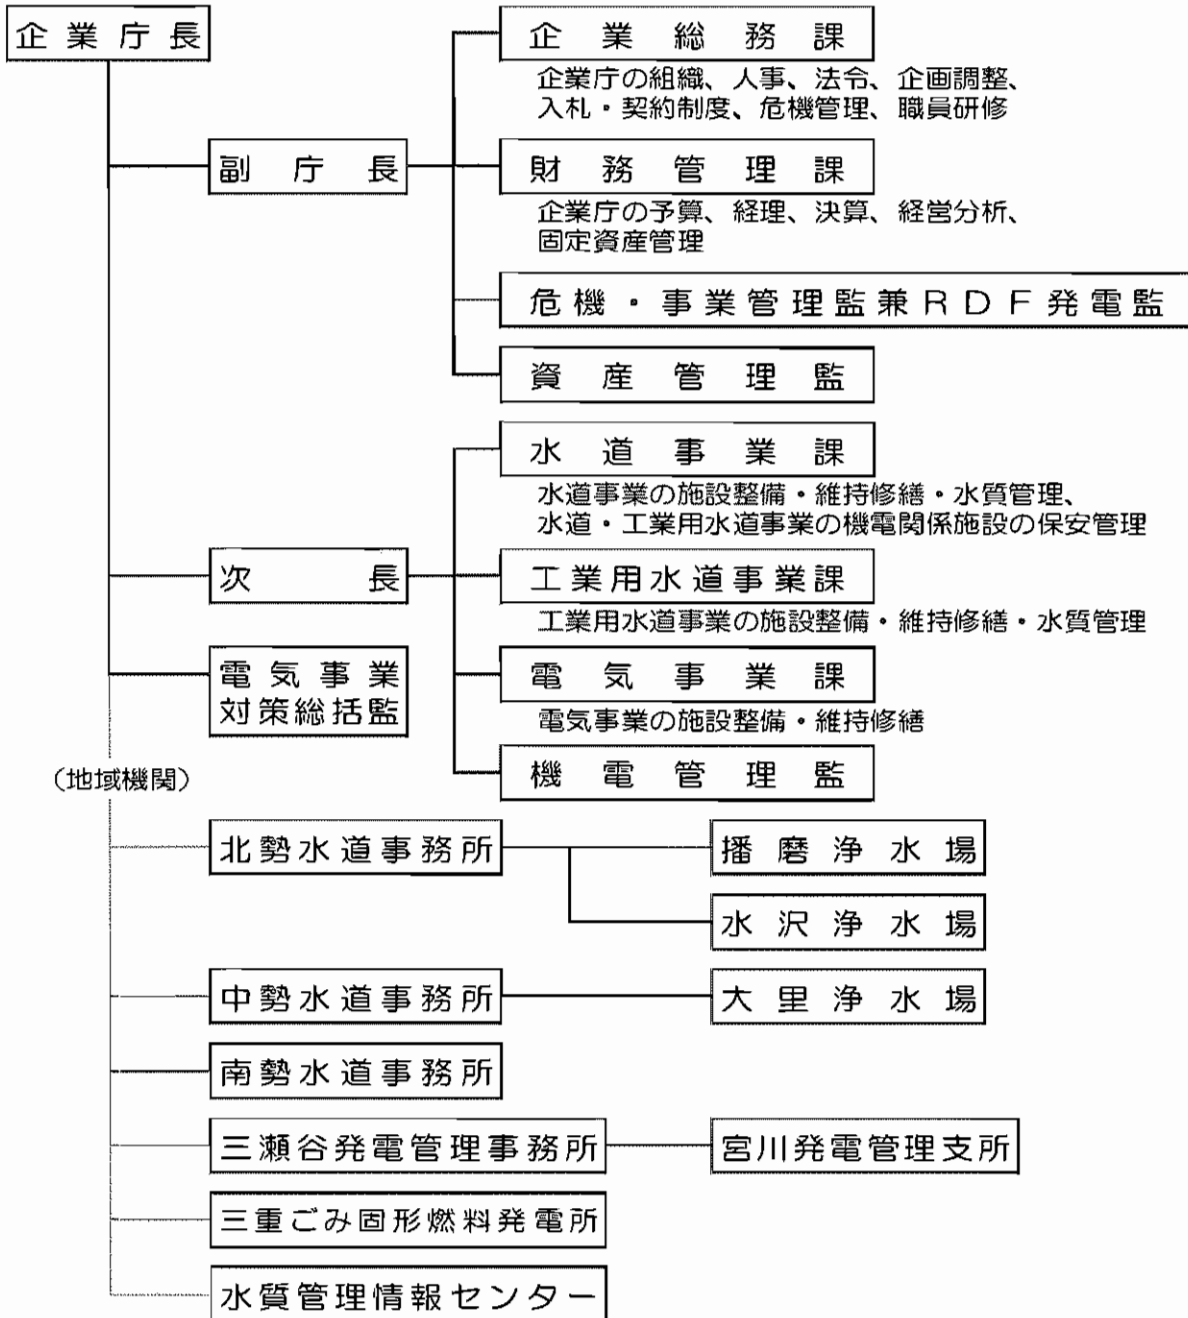 企業庁長
企業総務課
企業庁の組織、人事、法令、企画調整、
入札・契約制度、危機管理、職員研修
副庁長
財務管理課
企業庁の予算、経理、決算、経営分析、
固定資産管理
危機・事業管理監兼RDF発電監
資産管理監
水道事業課
水道事業の施設整備・維持修繕・水質管理、
水道・工業用水道事業の機電関係施設の保安管理
次長
工業用水道事業課
工業用水道事業の施設整備・維持修繕・水質管理
電気事業
対策総括監
電気事業課
電気事業の施設整備・維持修繕
機電管理監
(地域機関)
北勢水道事務所
播磨浄水場
水沢浄水場
中勢水道事務所
大里浄水場
南勢水道事務所
三瀬谷発電管理事務所
宮川発電管理支所
三重ごみ固形燃料発電所
水質管理情報センター